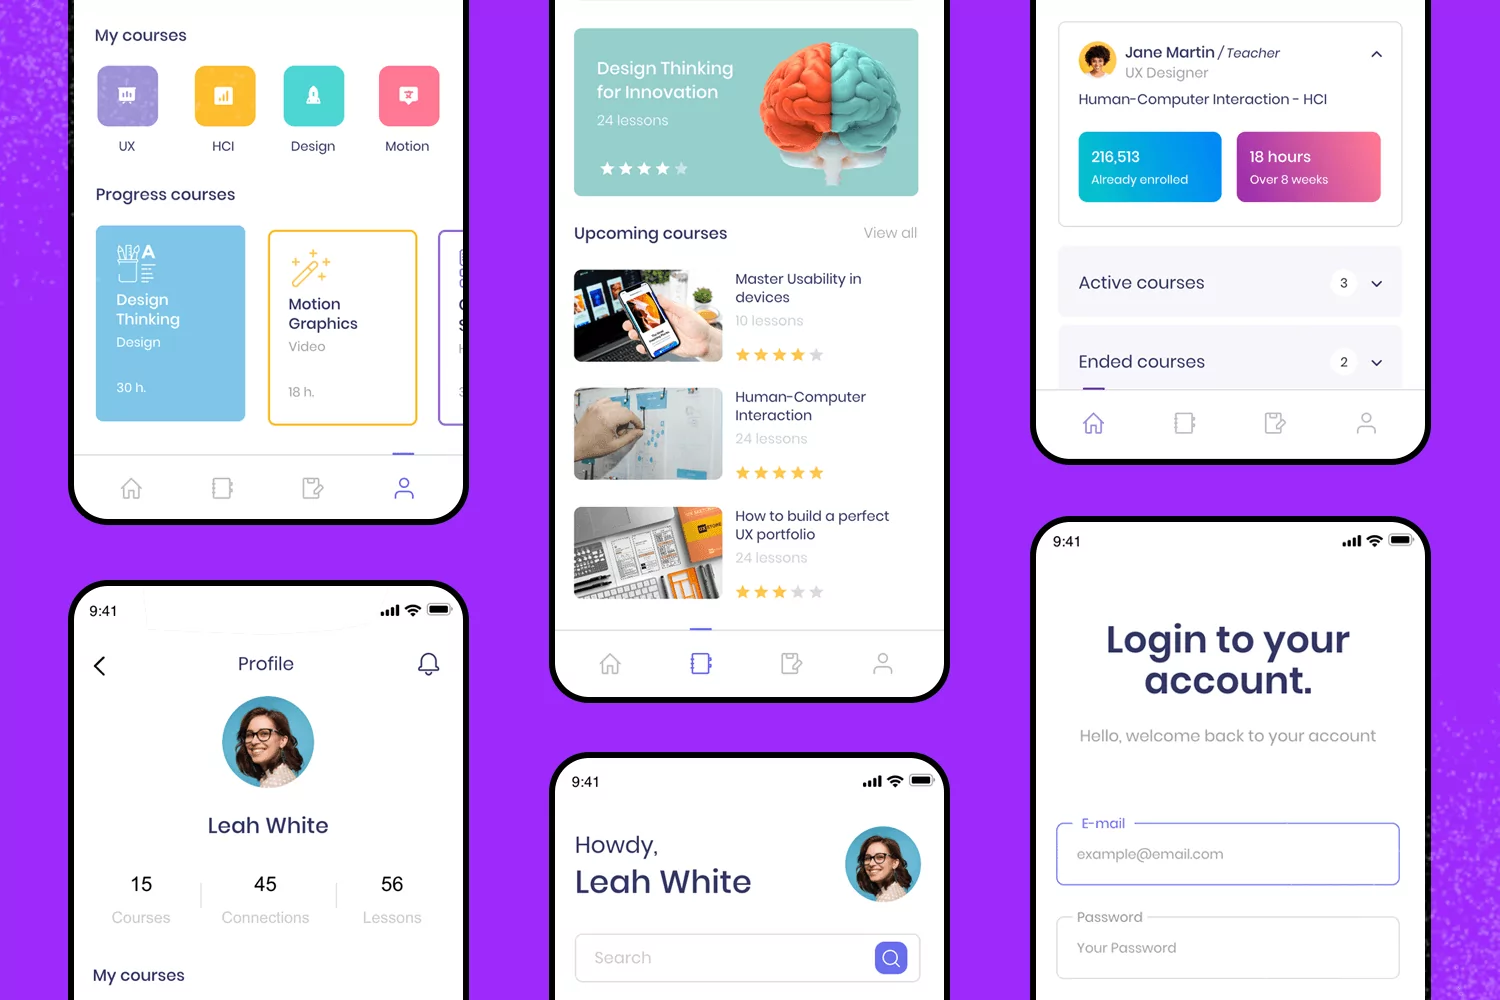 My courses
UX
HCI
Design
Motion
Progress courses
A
Design
Thinking
Design
30 h.
Motion
Graphics
Video
18 h.
9:41
Profile
Leah White
15
45
56
Courses
Connections
Lessons
My courses
Design Thinking
for Innovation
24 lessons
Upcoming courses
View all
Master Usability in
devices
10 lessons
Human-Computer
Interaction
24 lessons
How to build a perfect
UX portfolio
24 lessons
9:41
Howdy,
Leah White
Search
Jane Martin / Teacher
UX Designer
Human-Computer Interaction - HCI
216,513
Already enrolled
18 hours
Over 8 weeks
Active courses
3
Ended courses
2
9:41
Login to your
account.
Hello, welcome back to your account
E-mail
example@email.com
Password
Your Password